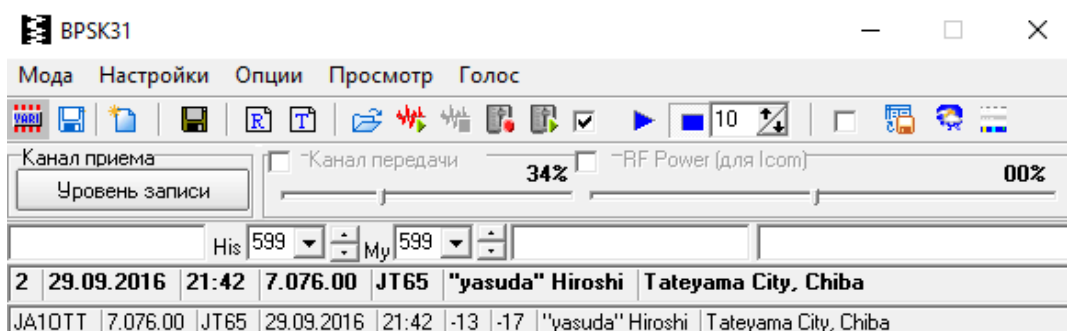 BPSK31
Мода Настройки Опции Просмотр Голос
VARI R T 10
Канал приема Канал передачи 34% RF Power (для Icom) 00%
Уровень записи
His 599 My 599
2 29.09.2016 21:42 7.076.00 JT65 "yasuda" Hiroshi Tateyama City, Chiba
JA1OTT 7.076.00 JT65 29.09.2016 21:42 -13 -17 "yasuda" Hiroshi Tateyama City, Chiba